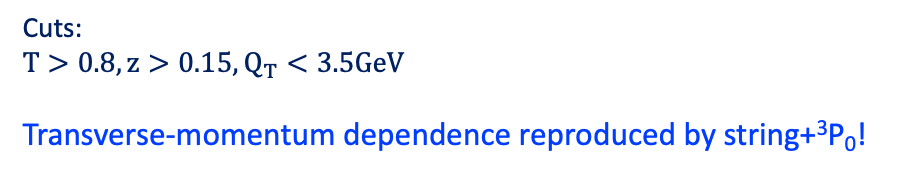 Cuts:
T > 0.8, z > 0.15, Q_T < 3.5GeV
Transverse-momentum dependence reproduced by string+³P₀!